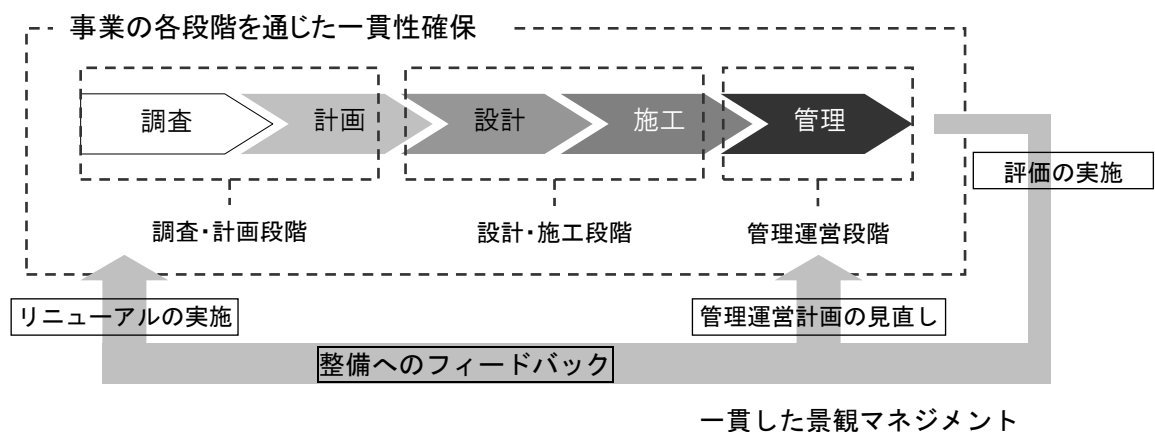 事業の各段階を通じた一貫性確保
調査
計画
設計
施工
管理
評価の実施
調査・計画段階
設計・施工段階
管理運営段階
リニューアルの実施
管理運営計画の見直し
整備へのフィードバック
一貫した景観マネジメント